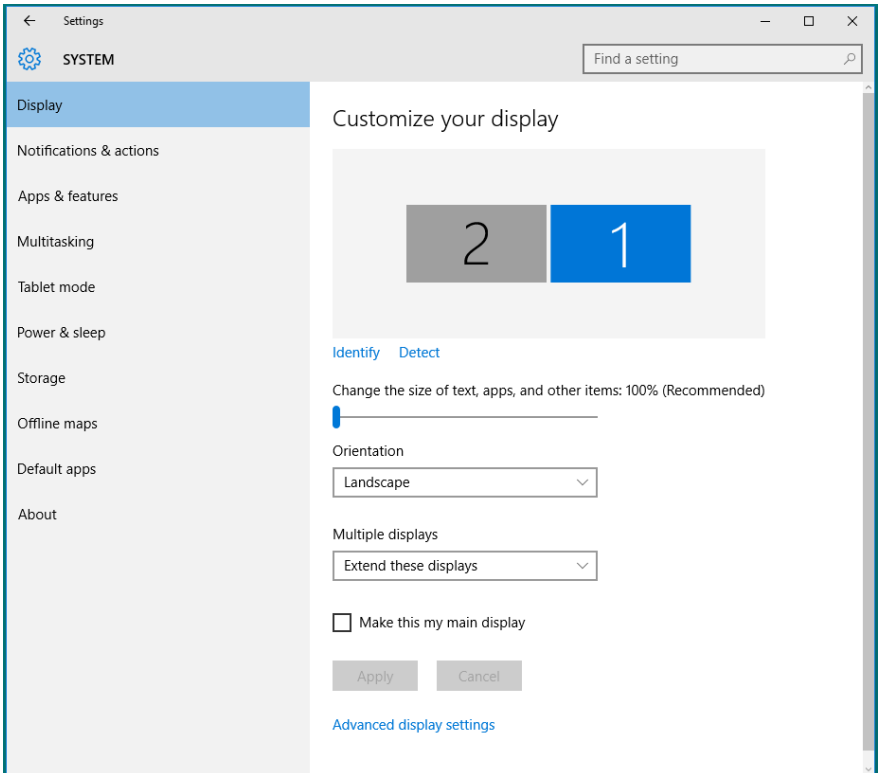 Settings
SYSTEM
Find a setting
Display
Notifications & actions
Apps & features
Multitasking
Tablet mode
Power & sleep
Storage
Offline maps
Default apps
About
Customize your display
2 1
Identify Detect
Change the size of text, apps, and other items: 100% (Recommended)
Orientation
Landscape
Multiple displays
Extend these displays
Make this my main display
Apply Cancel
Advanced display settings